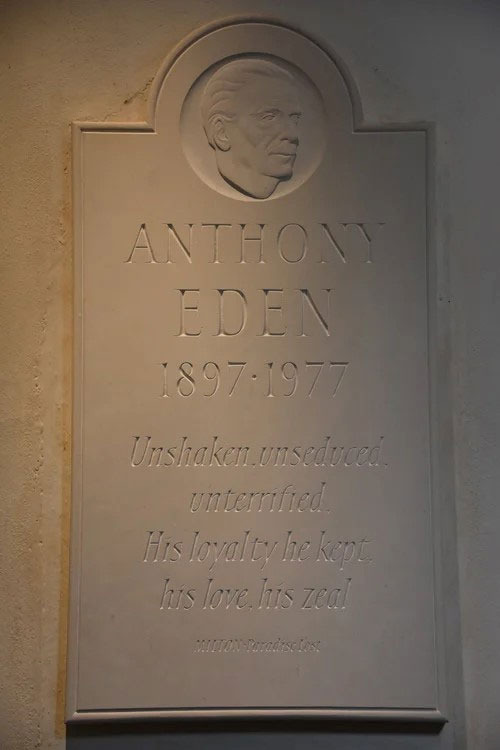 ANTHONY
EDEN
1897·1977
Unshaken, unseduced,
unterrified,
His loyalty he kept,
his love, his zeal
MILTON·Paradise Lost